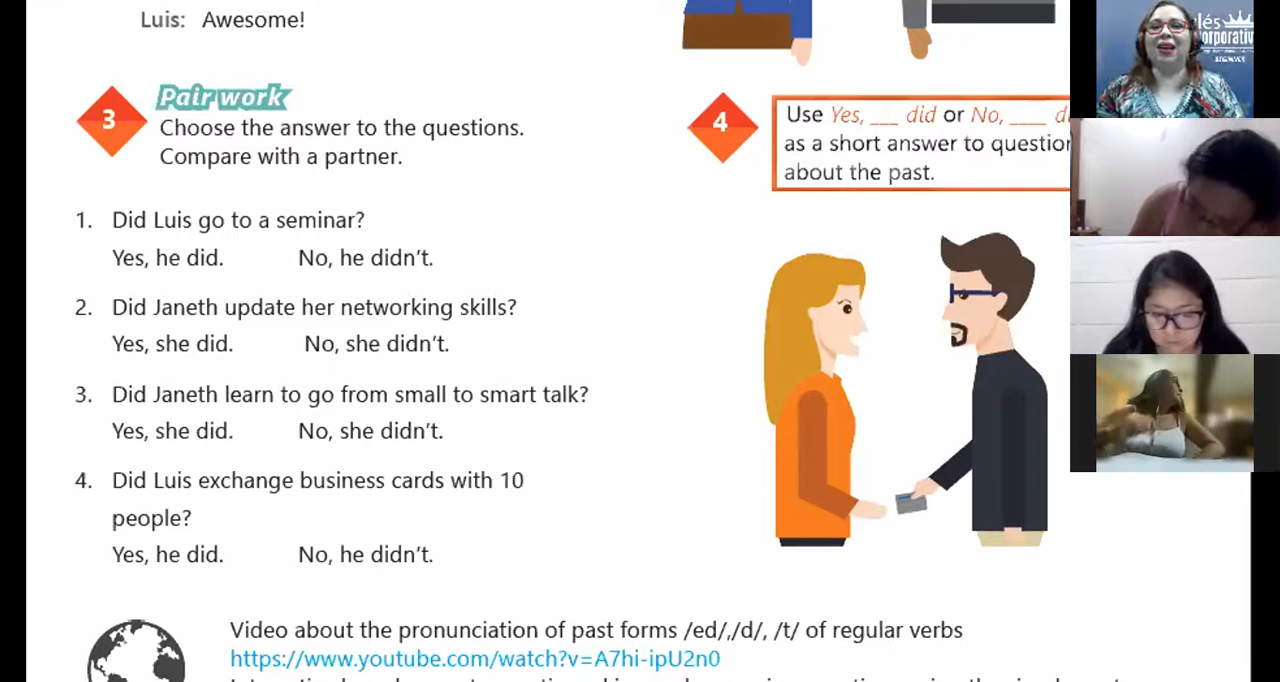 Luis: Awesome!
3
Pair work
Choose the answer to the questions.
Compare with a partner.
1. Did Luis go to a seminar?
Yes, he did. No, he didn't.
2. Did Janeth update her networking skills?
Yes, she did. No, she didn't.
3. Did Janeth learn to go from small to smart talk?
Yes, she did. No, she didn't.
4. Did Luis exchange business cards with 10
people?
Yes, he did. No, he didn't.
4
Use Yes, ___ did or No, ____
as a short answer to
about the past.
Video about the pronunciation of past forms /ed/,/d/, /t/ of regular verbs
https://www.youtube.com/watch?v=A7hi-ipU2n0